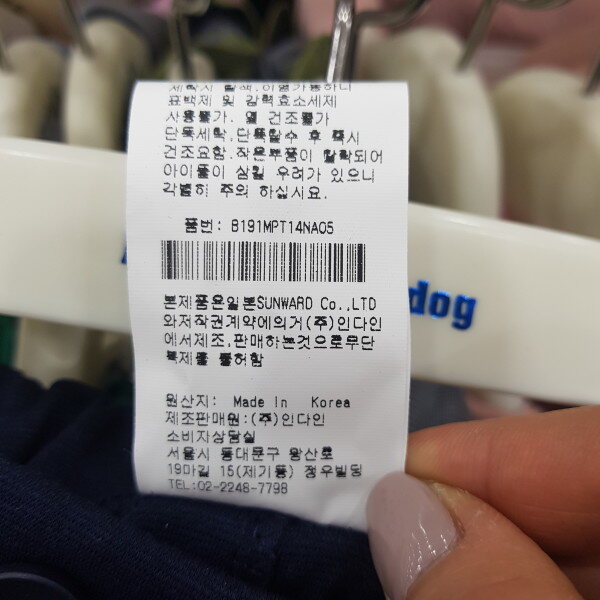 표백제 및 강력효소세제
사용불가. 열 건조불가
단독세탁.단독탈수 후 즉시
건조요함.작은부품이 탈락되어
아이들이 삼킬 우려가 있으니
각별히 주의 하십시요.
품번: B191MPT14NA05
본제품은일본SUNWARD Co.,LTD
와저작권계약에의거(주)인다인
에서제조,판매하는것으로무단
복제를 불허함
dog
원산지: Made In Korea
제조판매원:(주)인다인
소비자상담실
서울시 동대문구 왕산로
19마길 15(제기동) 정우빌딩
TEL:02-2248-7798